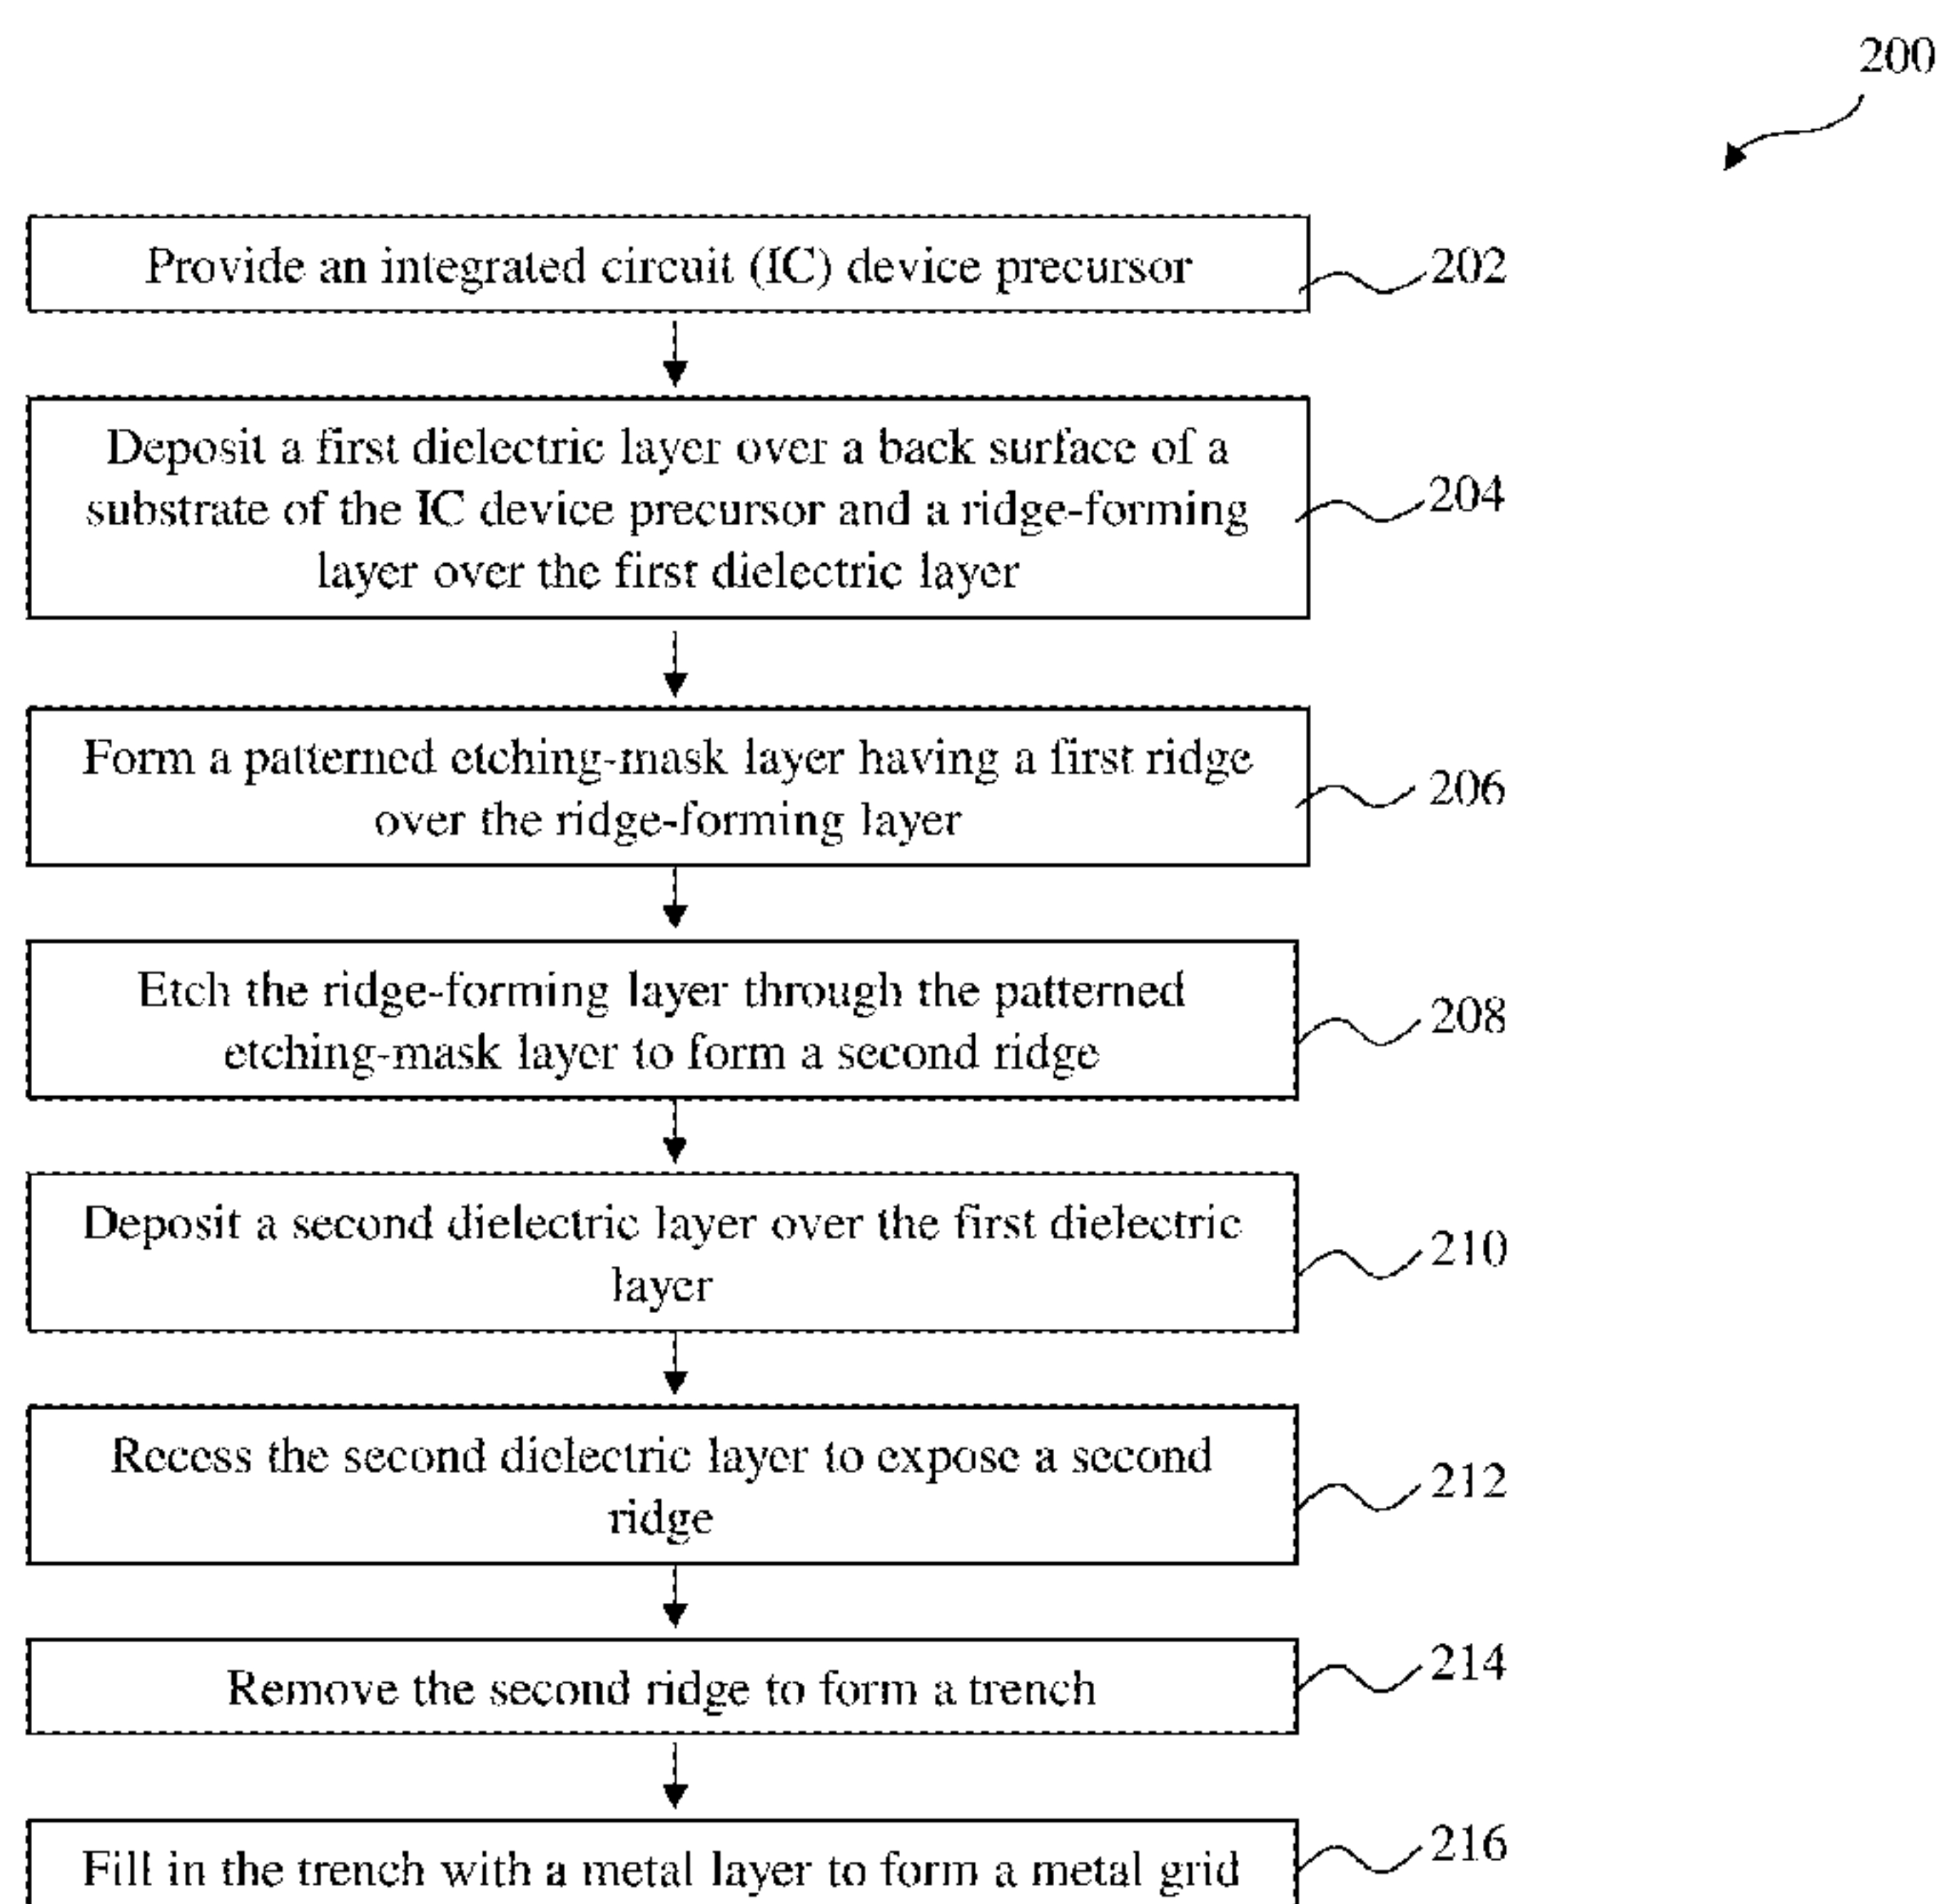 200
Provide an integrated circuit (IC) device precursor
202
Deposit a first dielectric layer over a back surface of a
substrate of the IC device precursor and a ridge-forming
layer over the first dielectric layer
204
Form a patterned etching-mask layer having a first ridge
over the ridge-forming layer
206
Etch the ridge-forming layer through the patterned
etching-mask layer to form a second ridge
208
Deposit a second dielectric layer over the first dielectric
layer
210
Recess the second dielectric layer to expose a second
ridge
212
Remove the second ridge to form a trench
214
Fill in the trench with a metal layer to form a metal grid
216